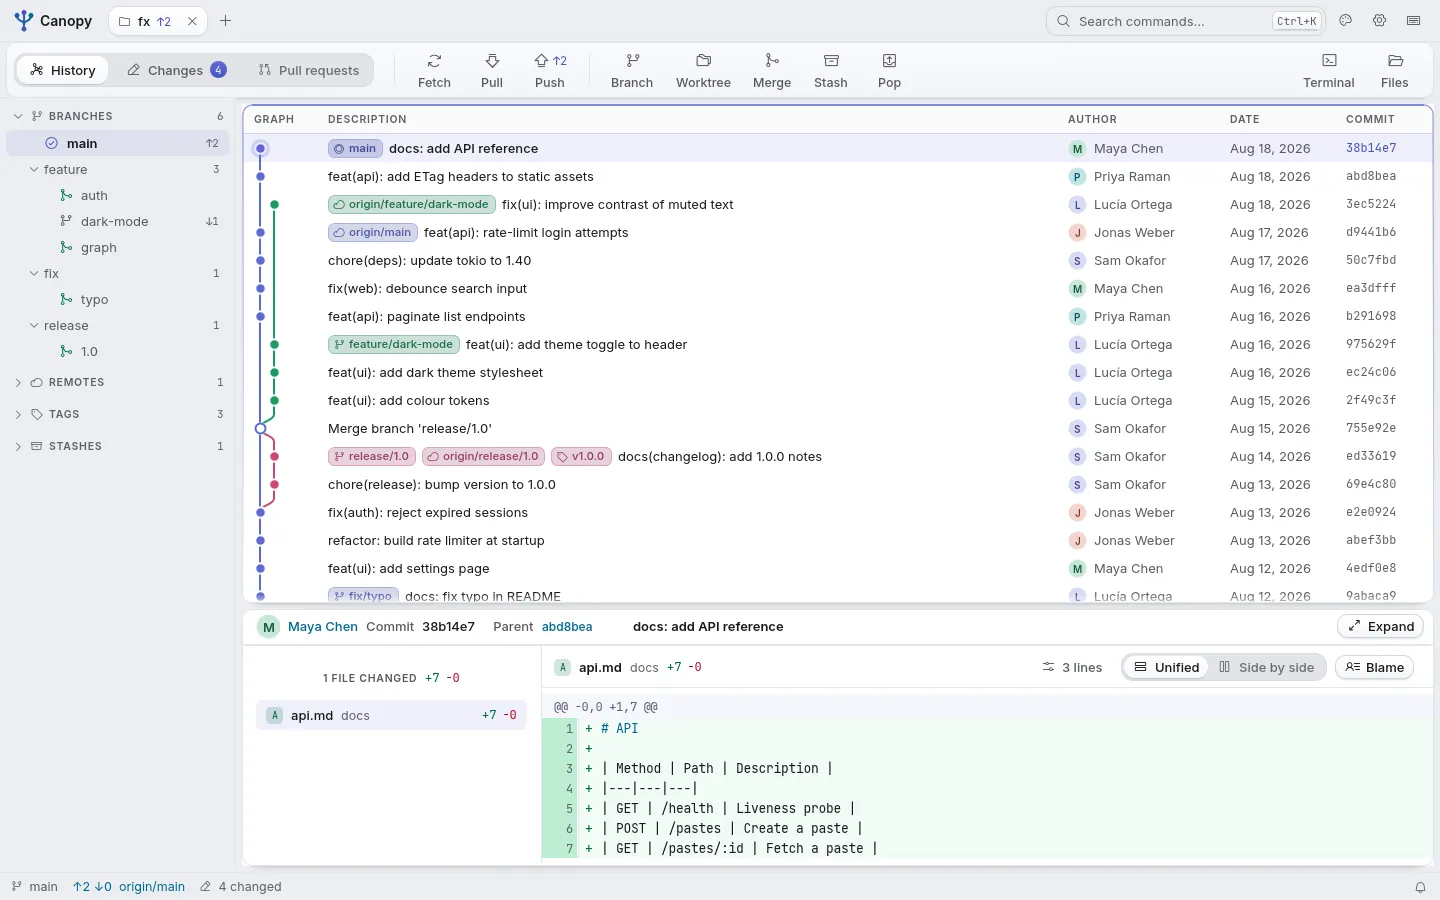 Canopy
fx ↑2
Search commands... Ctrl+K
History
Changes 4
Pull requests
Fetch
Pull
↑2
Push
Branch
Worktree
Merge
Stash
Pop
Terminal
Files
BRANCHES 6
main ↑2
feature 3
auth
dark-mode ↓1
graph
fix 1
typo
release 1
1.0
REMOTES 1
TAGS 3
STASHES 1
GRAPH DESCRIPTION AUTHOR DATE COMMIT
main docs: add API reference M Maya Chen Aug 18, 2026 38b14e7
feat(api): add ETag headers to static assets P Priya Raman Aug 18, 2026 abd8bea
origin/feature/dark-mode fix(ui): improve contrast of muted text L Lucía Ortega Aug 18, 2026 3ec5224
origin/main feat(api): rate-limit login attempts J Jonas Weber Aug 17, 2026 d9441b6
chore(deps): update tokio to 1.40 S Sam Okafor Aug 17, 2026 50c7fbd
fix(web): debounce search input M Maya Chen Aug 16, 2026 ea3dfff
feat(api): paginate list endpoints P Priya Raman Aug 16, 2026 b291698
feature/dark-mode feat(ui): add theme toggle to header L Lucía Ortega Aug 16, 2026 975629f
feat(ui): add dark theme stylesheet L Lucía Ortega Aug 16, 2026 ec24c06
feat(ui): add colour tokens L Lucía Ortega Aug 15, 2026 2f49c3f
Merge branch 'release/1.0' S Sam Okafor Aug 15, 2026 755e92e
release/1.0 origin/release/1.0 v1.0.0 docs(changelog): add 1.0.0 notes S Sam Okafor Aug 14, 2026 ed33619
chore(release): bump version to 1.0.0 S Sam Okafor Aug 13, 2026 69e4c80
fix(auth): reject expired sessions J Jonas Weber Aug 13, 2026 e2e0924
refactor: build rate limiter at startup J Jonas Weber Aug 13, 2026 abef3bb
feat(ui): add settings page M Maya Chen Aug 12, 2026 4edf0e8
fix/typo docs: fix typo in README L Lucía Ortega Aug 12, 2026 9abaca9
M Maya Chen Commit 38b14e7 Parent abd8bea docs: add API reference Expand
1 FILE CHANGED +7 -0
A api.md docs +7 -0
A api.md docs +7 -0 3 lines Unified Side by side Blame
@@ -0,0 +1,7 @@
1 + # API
2 +
3 + | Method | Path | Description |
4 + |---|---|---|
5 + | GET | /health | Liveness probe |
6 + | POST | /pastes | Create a paste |
7 + | GET | /pastes/:id | Fetch a paste |
main ↑2 ↓0 origin/main 4 changed